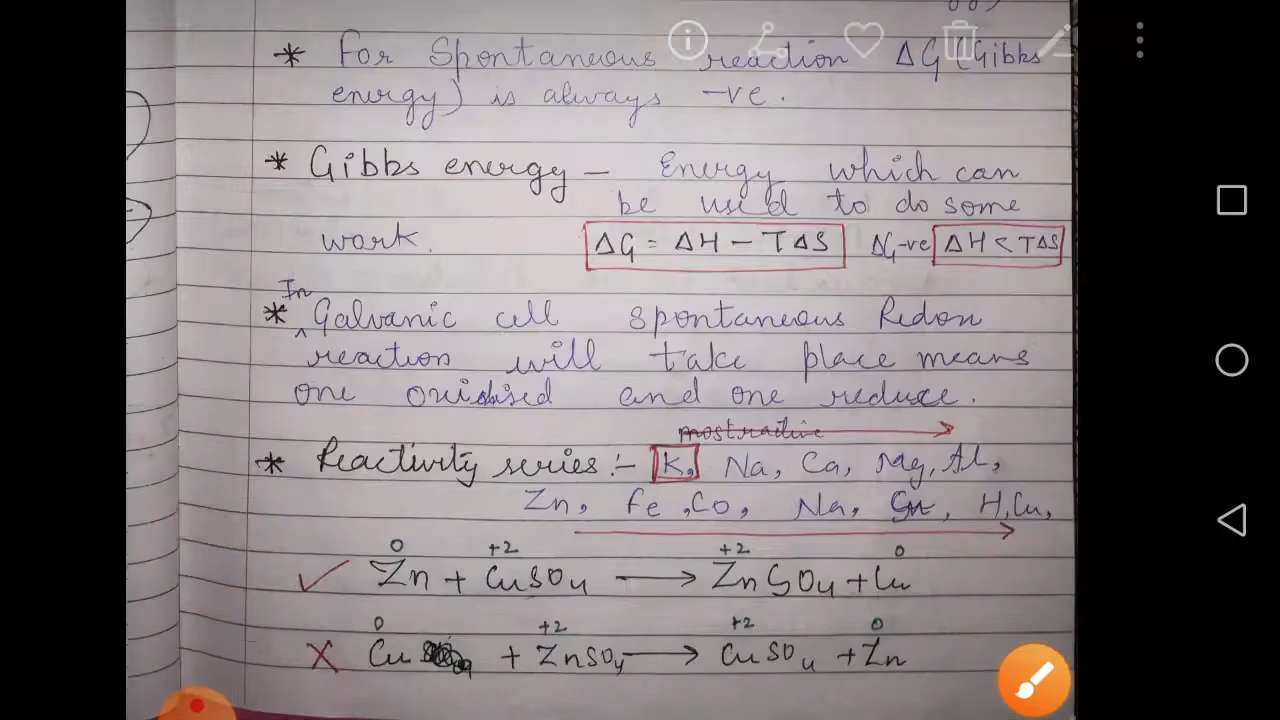 * For Spontaneous reaction ΔG (Gibbs
energy) is always -ve.
* Gibbs energy – Energy which can
be used to do some
work. ΔG = ΔH – TΔS ΔG-ve ΔH < TΔS
In
* ^ Galvanic cell spontaneous Redox
reaction will take place means
one oxidised and one reduce.
most ractive
* Reactivity series :- K, Na, Ca, Mg, Al,
Zn, Fe, Co, Na, H, Cu,
0 +2 +2 0
✓ Zn + CuSO4 → ZnSO4 + Cu
0 +2 +2 0
X Cu + ZnSO4 → CuSO4 + Zn